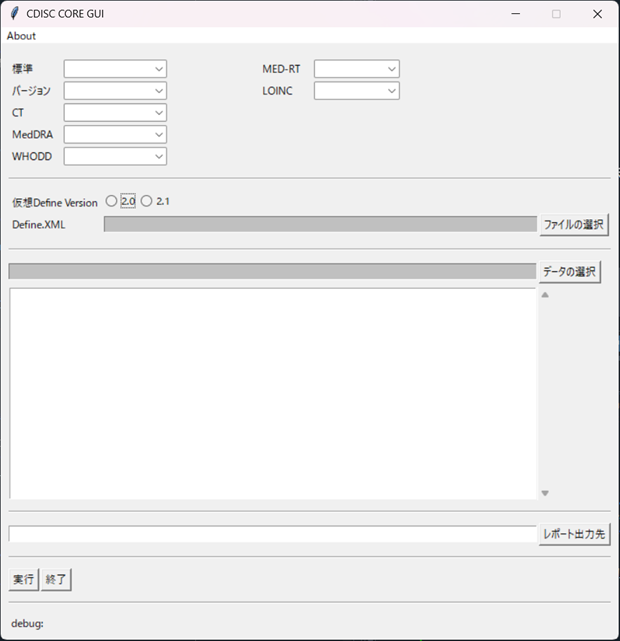 CDISC CORE GUI
About
標準
MED-RT
バージョン
LOINC
CT
MedDRA
WHODD
仮想Define Version 2.0 2.1
Define.XML
ファイルの選択
データの選択
レポート出力先
実行 終了
debug: